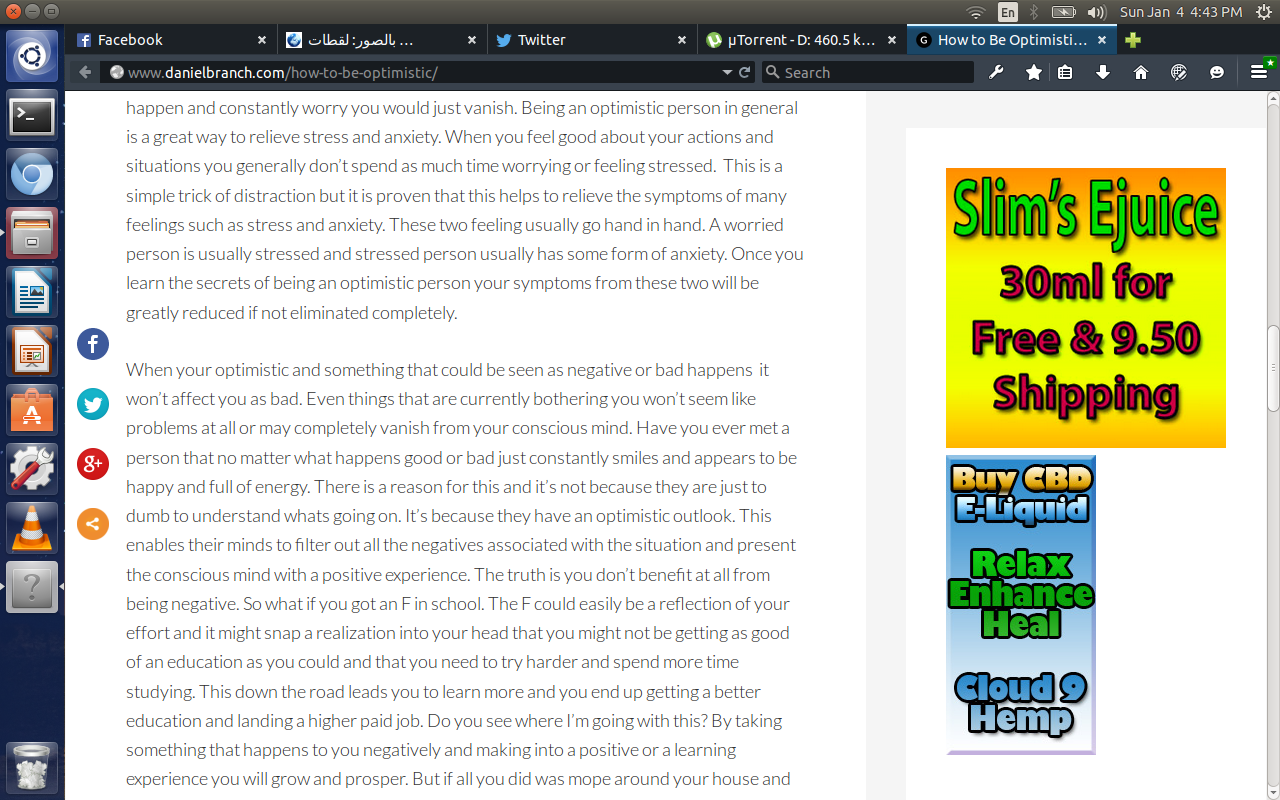 En
Sun Jan 4 4:43 PM
Facebook
بالصور: لقطات ...
Twitter
µTorrent - D: 460.5 k...
How to Be Optimisti...
www.danielbranch.com/how-to-be-optimistic/
Search
happen and constantly worry you would just vanish. Being an optimistic person in general
is a great way to relieve stress and anxiety. When you feel good about your actions and
situations you generally don’t spend as much time worrying or feeling stressed.  This is a
simple trick of distraction but it is proven that this helps to relieve the symptoms of many
feelings such as stress and anxiety. These two feeling usually go hand in hand. A worried
person is usually stressed and stressed person usually has some form of anxiety. Once you
learn the secrets of being an optimistic person your symptoms from these two will be
greatly reduced if not eliminated completely.
When your optimistic and something that could be seen as negative or bad happens  it
won’t affect you as bad. Even things that are currently bothering you won’t seem like
problems at all or may completely vanish from your conscious mind. Have you ever met a
person that no matter what happens good or bad just constantly smiles and appears to be
happy and full of energy. There is a reason for this and it’s not because they are just to
dumb to understand whats going on. It’s because they have an optimistic outlook. This
enables their minds to filter out all the negatives associated with the situation and present
the conscious mind with a positive experience. The truth is you don’t benefit at all from
being negative. So what if you got an F in school. The F could easily be a reflection of your
effort and it might snap a realization into your head that you might not be getting as good
of an education as you could and that you need to try harder and spend more time
studying. This down the road leads you to learn more and you end up getting a better
education and landing a higher paid job. Do you see where I’m going with this? By taking
something that happens to you negatively and making into a positive or a learning
experience you will grow and prosper. But if all you did was mope around your house and
Slim’s Ejuice
30ml for
Free & 9.50
Shipping
Buy CBD
E-Liquid
Relax
Enhance
Heal
Cloud 9
Hemp